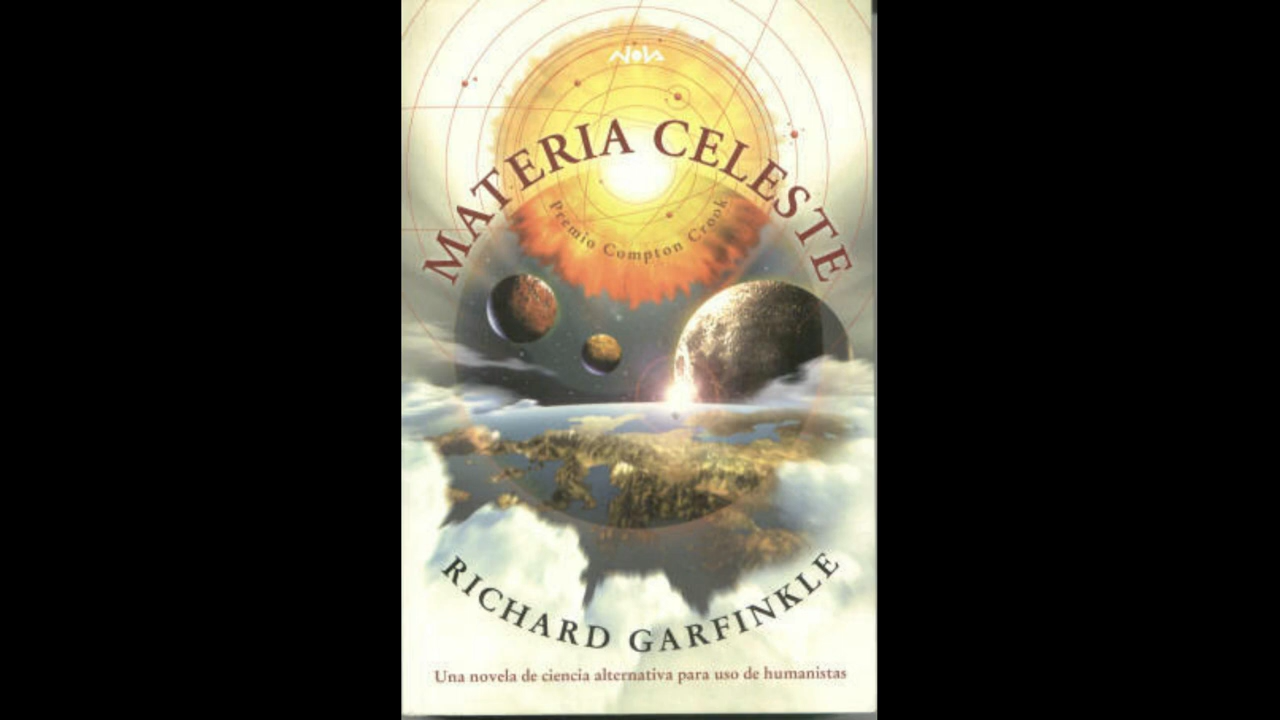 NOVA
MATERIA CELESTE
Premio Compton Crook
RICHARD GARFINKLE
Una novela de ciencia alternativa para uso de humanistas